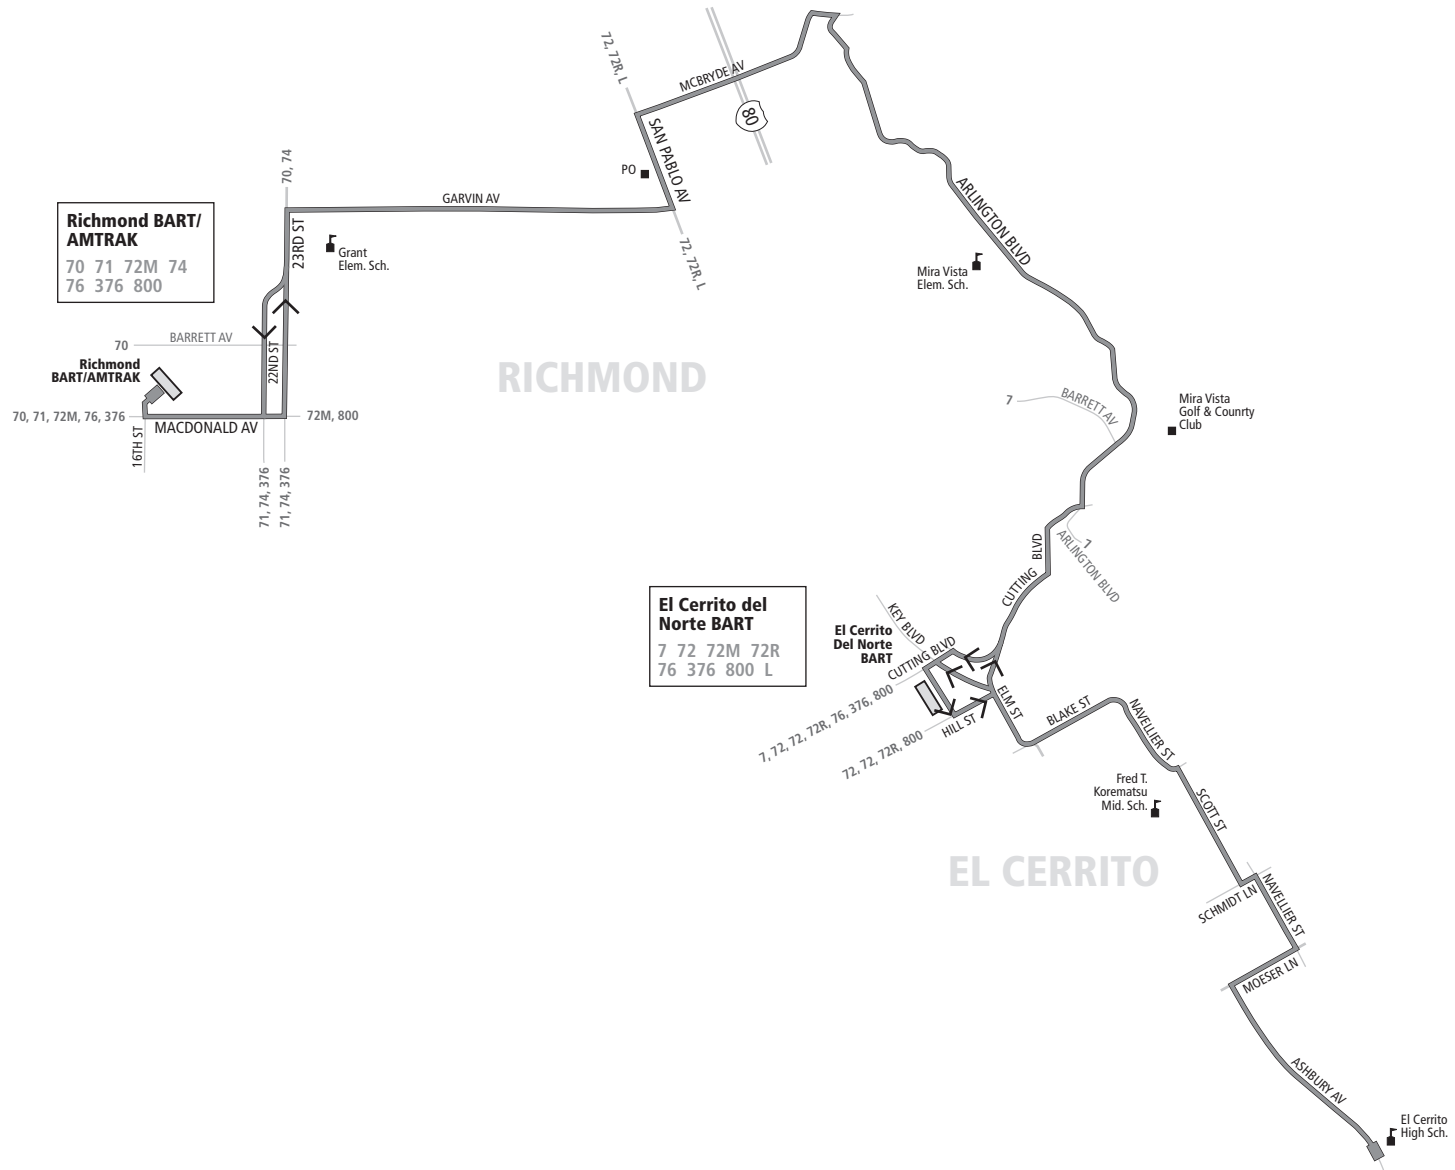 72, 72R, L
MCBRYDE AV
80
SAN PABLO AV
PO
70, 74
GARVIN AV
72, 72R, L
ARLINGTON BLVD
Richmond BART/
AMTRAK
70 71 72M 74
76 376 800
23RD ST
Grant
Elem. Sch.
Mira Vista
Elem. Sch.
70
BARRETT AV
22ND ST
Richmond
BART/AMTRAK
RICHMOND
70, 71, 72M, 76, 376
MACDONALD AV
72M, 800
16TH ST
71, 74, 376
71, 74, 376
7
BARRETT AV
Mira Vista
Golf & Counrty
Club
BLVD
CUTTING
7
ARLINGTON BLVD
El Cerrito del
Norte BART
7 72 72M 72R
76 376 800 L
KEY BLVD
El Cerrito
Del Norte
BART
CUTTING BLVD
7, 72, 72, 72R, 76, 376, 800
72, 72, 72R, 800
HILL ST
ELM ST
BLAKE ST
NAVELLIER ST
Fred T.
Korematsu
Mid. Sch.
SCOTT ST
EL CERRITO
SCHMIDT LN
NAVELLIER ST
MOESER LN
ASHBURY AV
El Cerrito
High Sch.